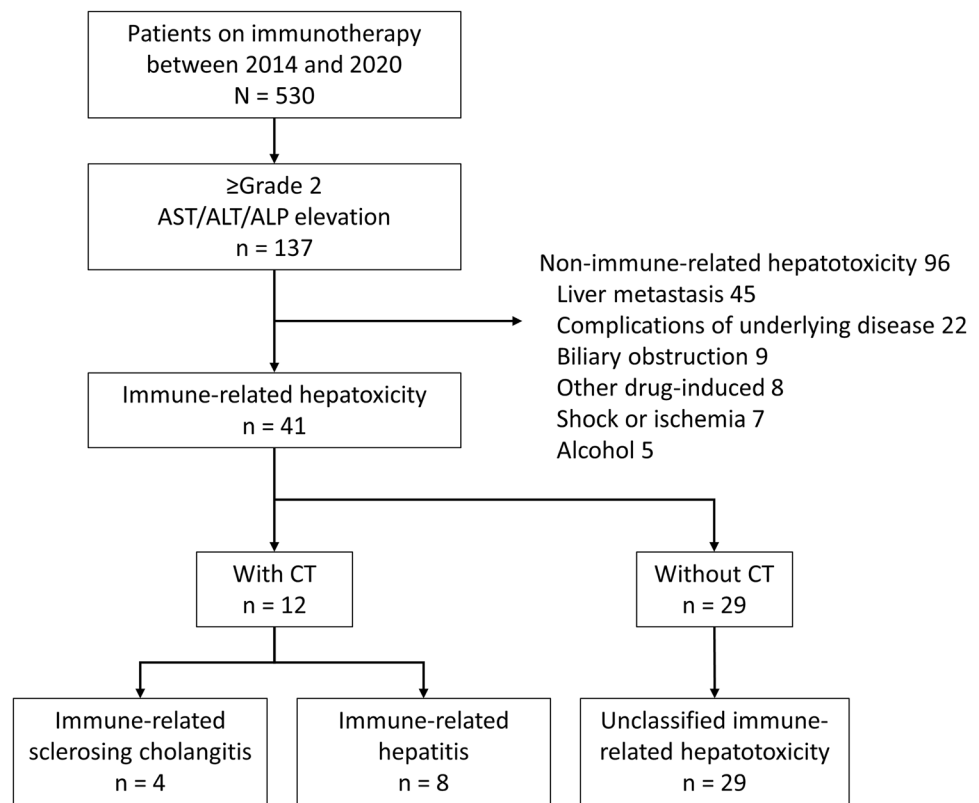 Patients on immunotherapy
between 2014 and 2020
N = 530
≥Grade 2
AST/ALT/ALP elevation
n = 137
Non-immune-related hepatotoxicity 96
Liver metastasis 45
Complications of underlying disease 22
Biliary obstruction 9
Other drug-induced 8
Shock or ischemia 7
Alcohol 5
Immune-related hepatoxicity
n = 41
With CT
n = 12
Without CT
n = 29
Immune-related
sclerosing cholangitis
n = 4
Immune-related
hepatitis
n = 8
Unclassified immune-
related hepatotoxicity
n = 29